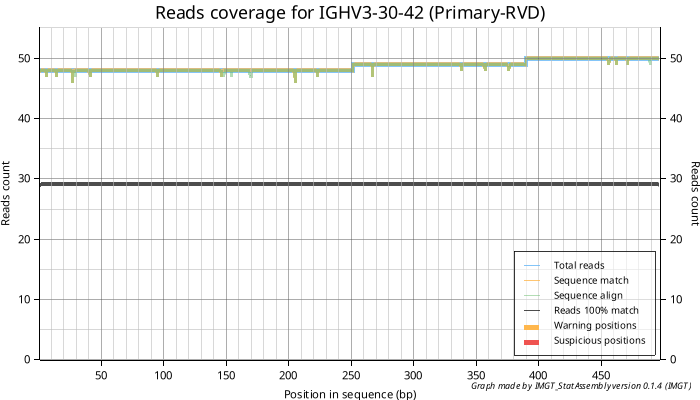 Reads coverage for IGHV3-30-42 (Primary-RVD)
50
40
30
20
10
0
Reads count
50
40
30
20
10
0
Reads count
50
100
150
200
250
300
350
400
450
Position in sequence (bp)
Total reads
Sequence match
Sequence align
Reads 100% match
Warning positions
Suspicious positions
Graph made by IMGT_StatAssembly version 0.1.4 (IMGT)